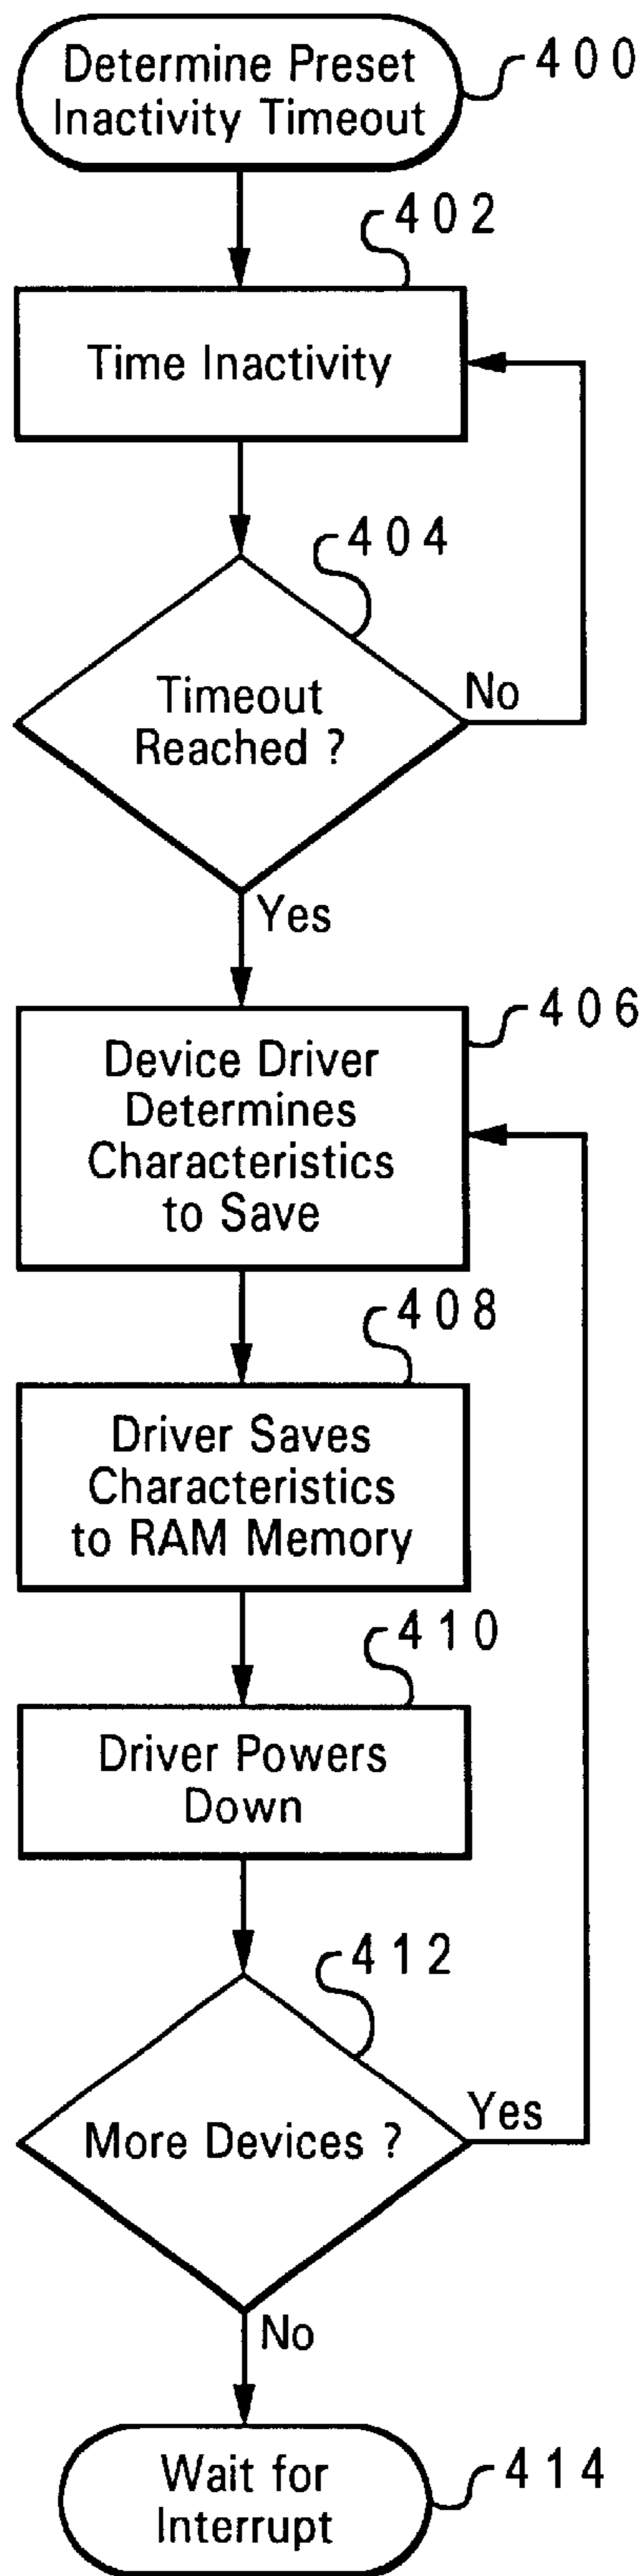 Determine Preset
Inactivity Timeout
400
402
Time Inactivity
404
Timeout
Reached ?
No
Yes
406
Device Driver
Determines
Characteristics
to Save
408
Driver Saves
Characteristics
to RAM Memory
410
Driver Powers
Down
412
More Devices ?
Yes
No
Wait for
Interrupt
414